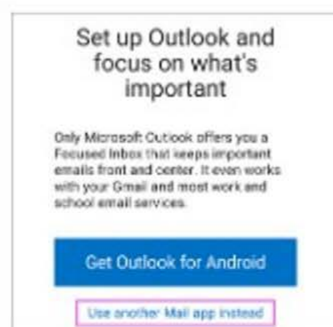 Set up Outlook and
focus on what's
important
Only Microsoft Outlook offers you a
Focused Inbox that keeps important
emails front and center. It even works
with your Gmail and most work and
school email services.
Get Outlook for Android
Use another Mail app instead